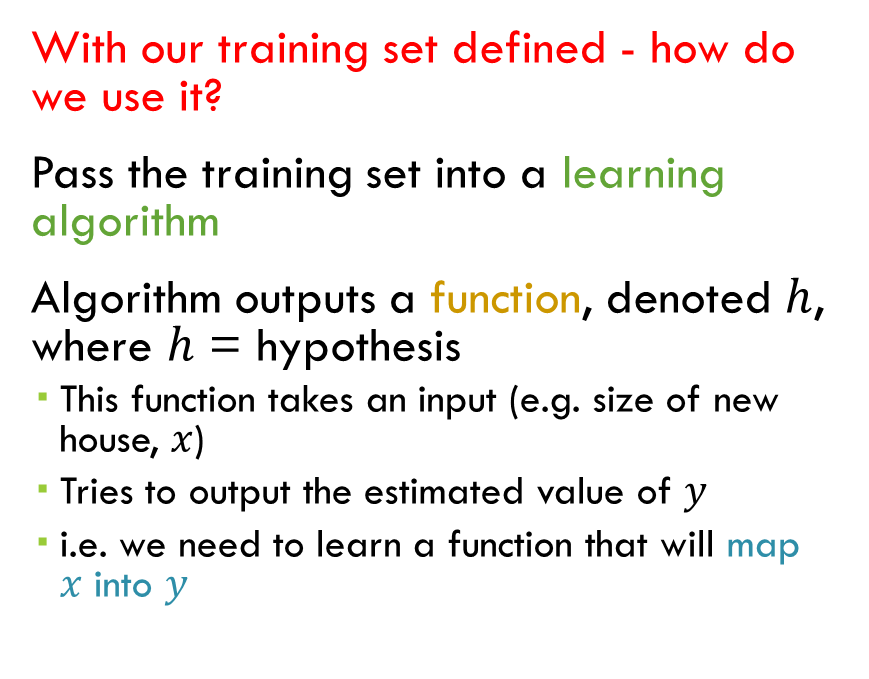 With our training set defined - how do
we use it?
Pass the training set into a learning
algorithm
Algorithm outputs a function, denoted ℎ,
where ℎ = hypothesis
▪ This function takes an input (e.g. size of new
house, 𝑥)
▪ Tries to output the estimated value of 𝑦
▪ i.e. we need to learn a function that will map
𝑥 into 𝑦